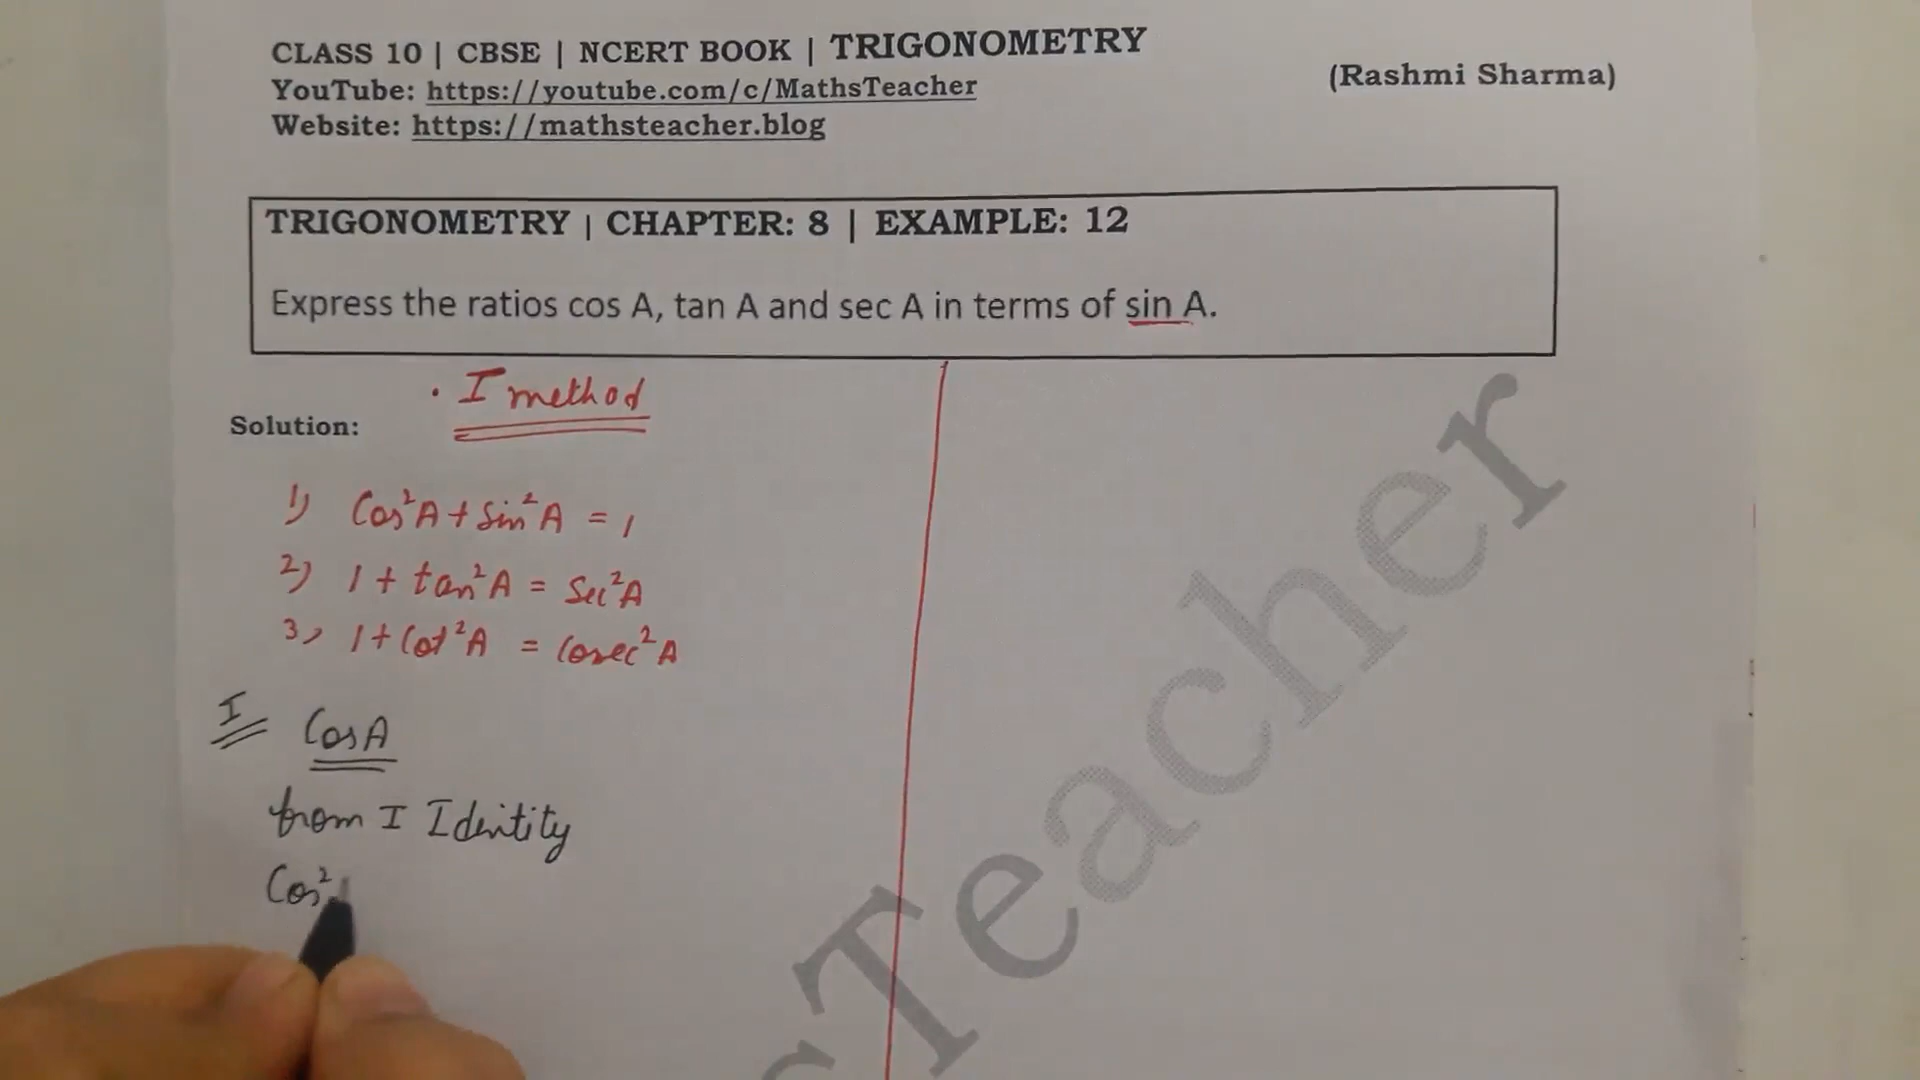 CLASS 10 | CBSE | NCERT BOOK | TRIGONOMETRY
(Rashmi Sharma)
YouTube: https://youtube.com/c/MathsTeacher
Website: https://mathsteacher.blog
TRIGONOMETRY | CHAPTER: 8 | EXAMPLE: 12
Express the ratios cos A, tan A and sec A in terms of sin A.
. I method
Solution:
1) Cos²A + Sin²A = 1
2) 1 + tan²A = Sec²A
3) 1 + Cot²A = Cosec²A
I Cos A
from I Identity
Cos²
Teacher